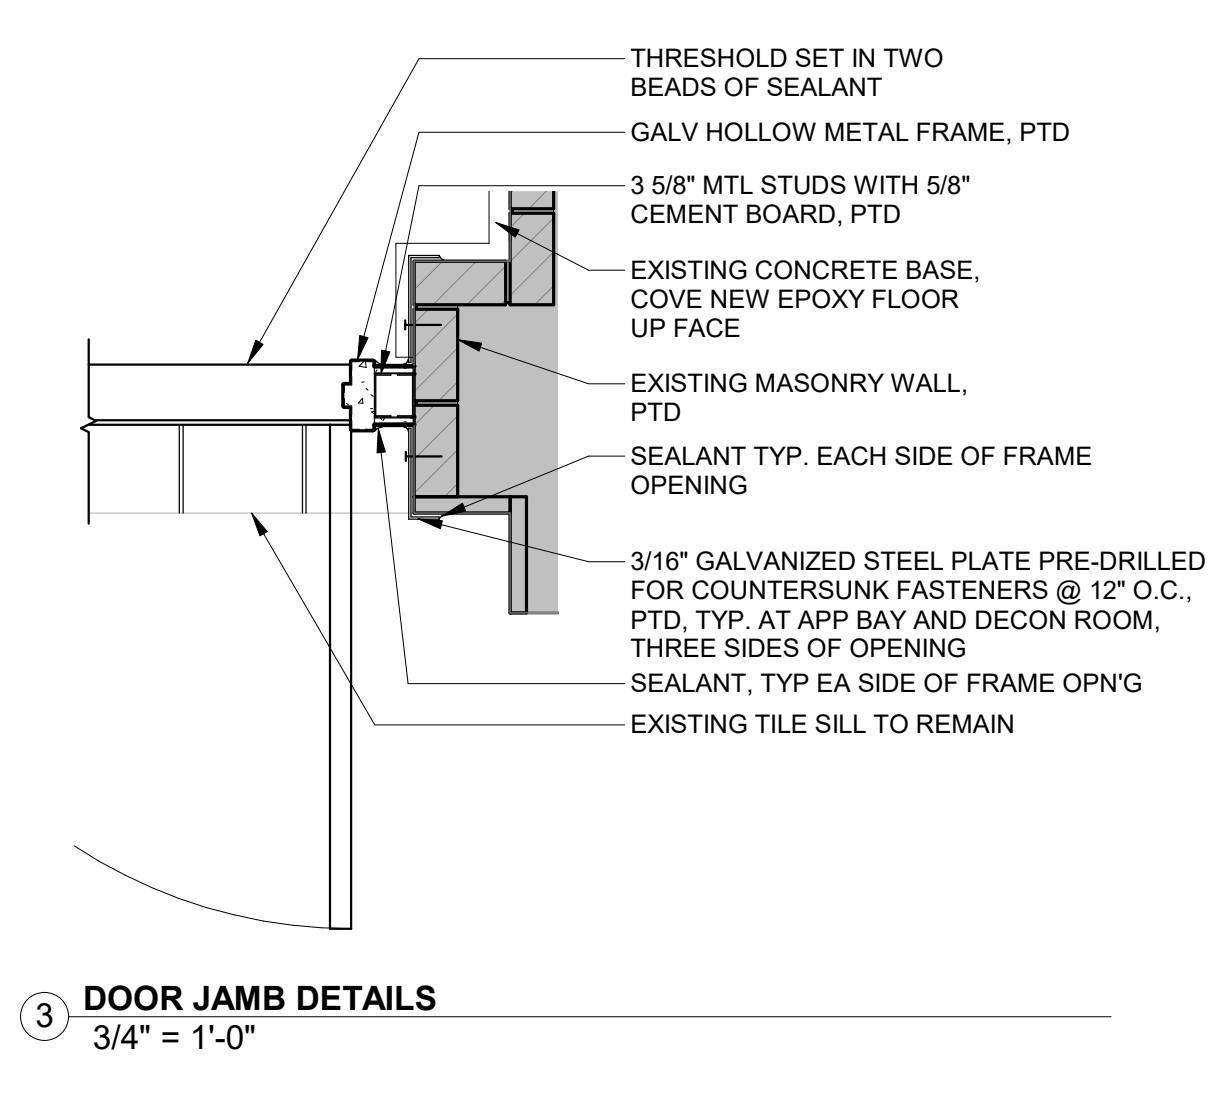 THRESHOLD SET IN TWO
BEADS OF SEALANT
GALV HOLLOW METAL FRAME, PTD
3 5/8" MTL STUDS WITH 5/8"
CEMENT BOARD, PTD
EXISTING CONCRETE BASE,
COVE NEW EPOXY FLOOR
UP FACE
EXISTING MASONRY WALL,
PTD
SEALANT TYP. EACH SIDE OF FRAME
OPENING
3/16" GALVANIZED STEEL PLATE PRE-DRILLED
FOR COUNTERSUNK FASTENERS @ 12" O.C.,
PTD, TYP. AT APP BAY AND DECON ROOM,
THREE SIDES OF OPENING
SEALANT, TYP EA SIDE OF FRAME OPN'G
EXISTING TILE SILL TO REMAIN
3 DOOR JAMB DETAILS
3/4" = 1'-0"